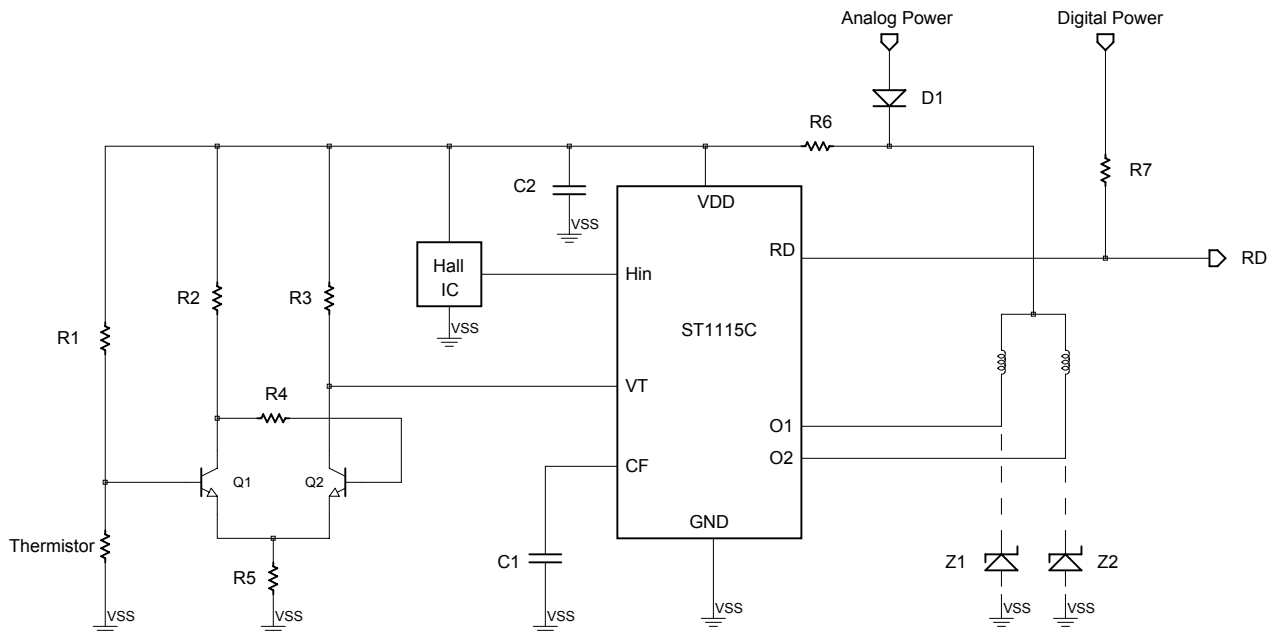 Analog Power
Digital Power
D1
R6
R7
C2
VSS
VDD
RD
RD
Hall
IC
Hin
R2
R3
VSS
ST1115C
R1
VT
R4
O1
O2
CF
Q1
Q2
GND
Thermistor
C1
Z1
Z2
R5
VSS
VSS
VSS
VSS
VSS
VSS